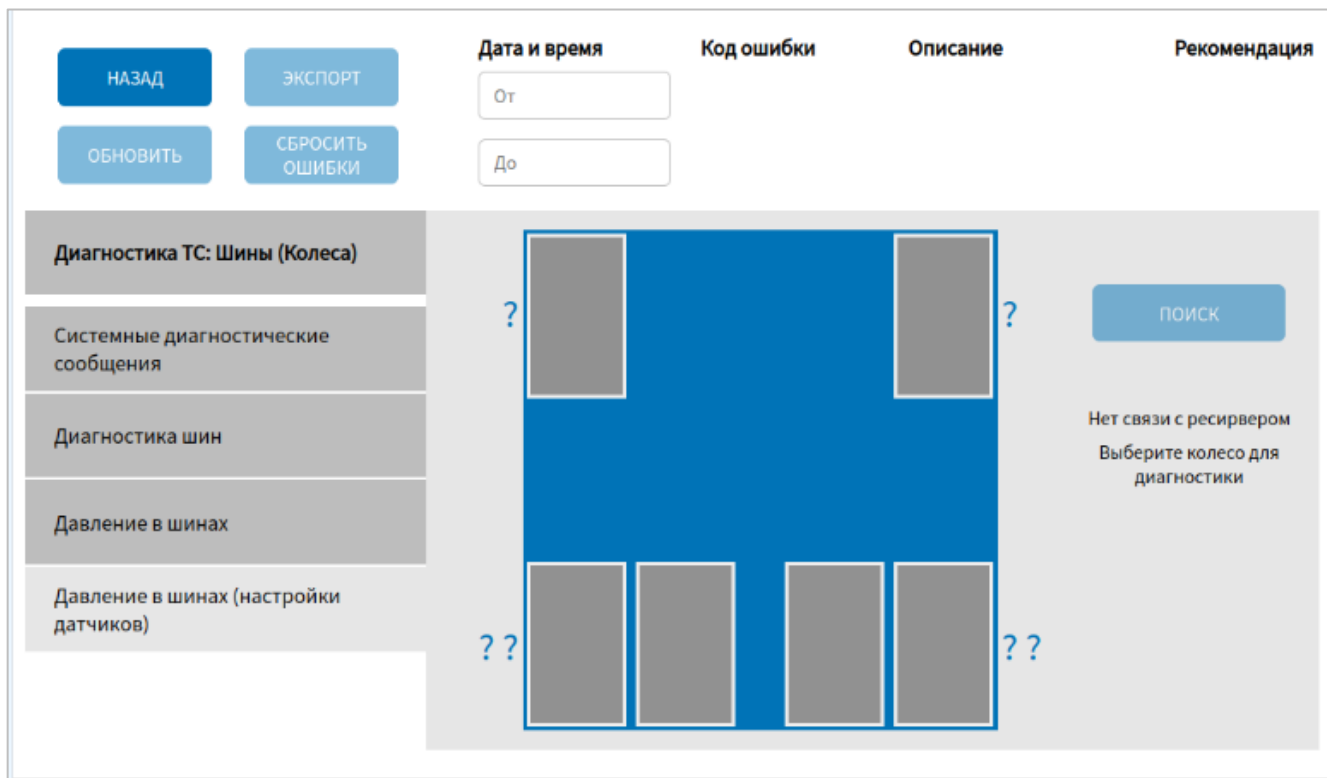 НАЗАД
ЭКСПОРТ
ОБНОВИТЬ
СБРОСИТЬ
ОШИБКИ
Дата и время
Код ошибки
Описание
Рекомендация
От
До
Диагностика ТС: Шины (Колеса)
Системные диагностические
сообщения
Диагностика шин
Давление в шинах
Давление в шинах (настройки
датчиков)
?
?
? ?
? ?
ПОИСК
Нет связи с ресирвером
Выберите колесо для
диагностики